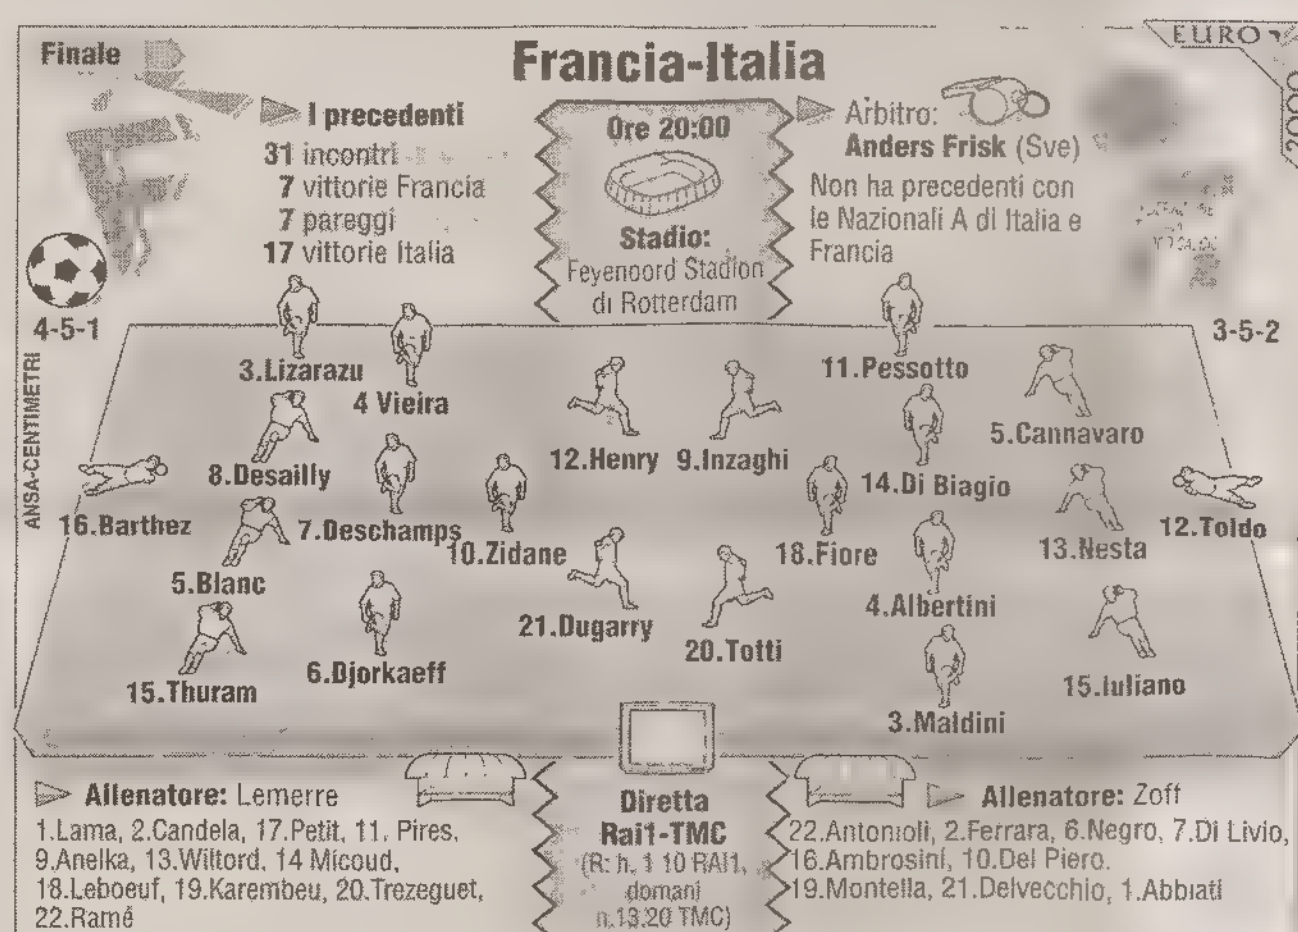 Finale
Francia-Italia
EURO
2000
I precedenti
31 incontri
7 vittorie Francia
7 pareggi
17 vittorie Italia
Ore 20:00
Stadio:
Feyenoord Stadion
di Rotterdam
Arbitro:
Anders Frisk (Sve)
Non ha precedenti con
le Nazionali A di Italia e
Francia
4-5-1
3-5-2
ANSA-CENTIMETRI
3.Lizarazu
4 Vieira
8.Desailly
16.Barthez
7.Deschamps
10.Zidane
5.Blanc
15.Thuram
6.Djorkaeff
12.Henry
21.Dugarry
9.Inzaghi
20.Totti
11.Pessotto
5.Cannavaro
14.Di Biagio
18.Fiore
13.Nesta
12.Toldo
4.Albertini
15.Iuliano
3.Maldini
Allenatore: Lemerre
1.Lama, 2.Candela, 17.Petit, 11, Pires,
9.Anelka, 13.Wiltord, 14 Micoud,
18.Leboeuf, 19.Karembeu, 20.Trezeguet,
22.Ramé
Diretta
Rai1-TMC
(R: h. 1 10 RAI1,
domani
h.13.20 TMC)
Allenatore: Zoff
22.Antonioli, 2.Ferrara, 6.Negro, 7.Di Livio,
16.Ambrosini, 10.Del Piero.
19.Montella, 21.Delvecchio, 1.Abbiati